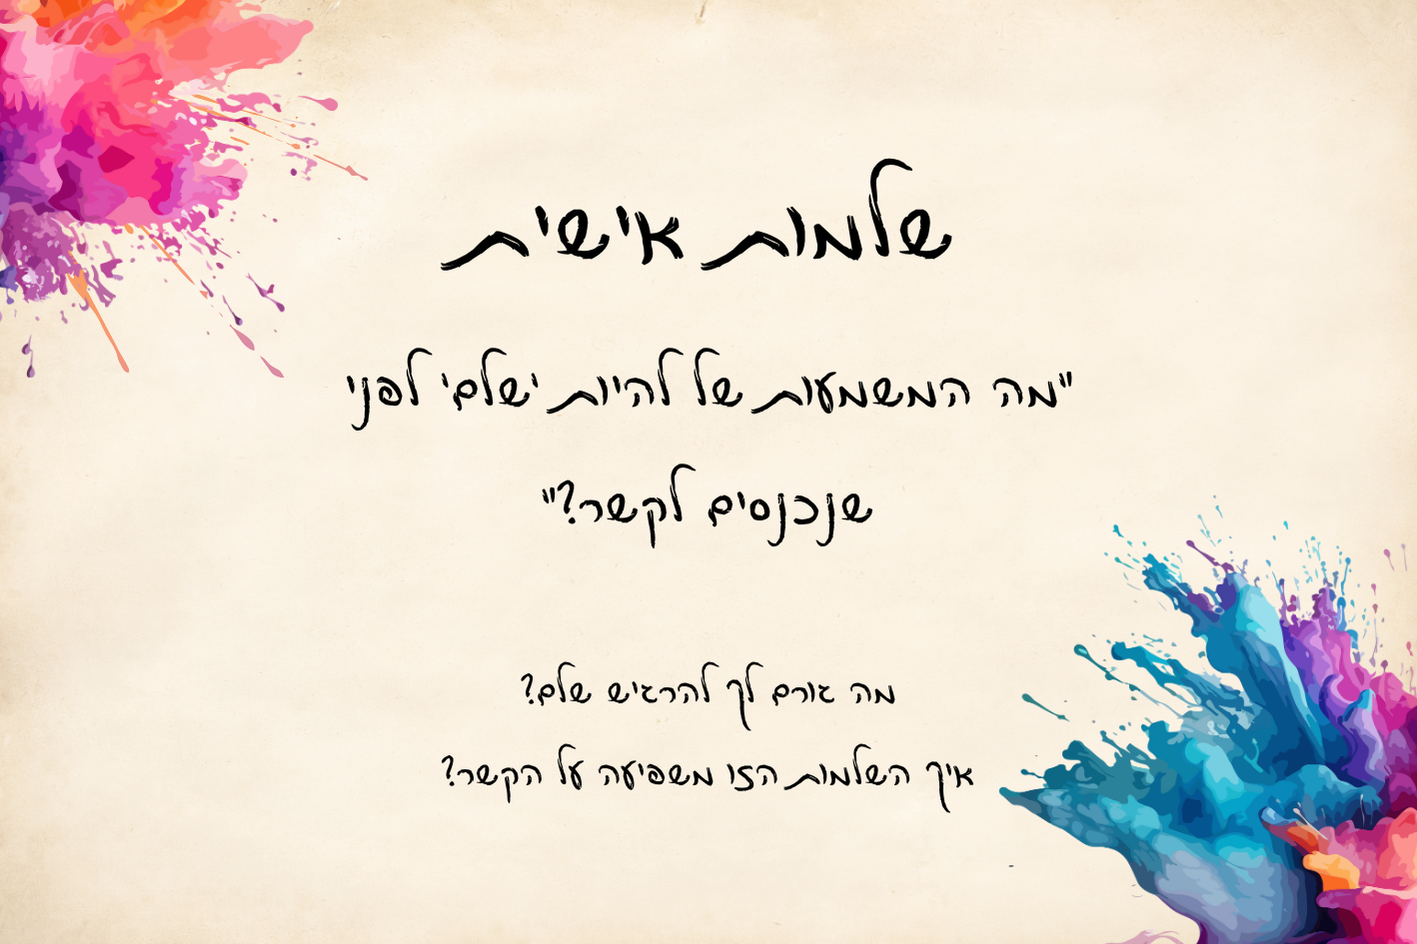 שלמות אישית
"מה המשמעות של להיות 'שלם' לפני
שנכנסים לקשר?"
מה גורם לך להרגיש שלם?
איך השלמות הזו משפיעה על הקשר?